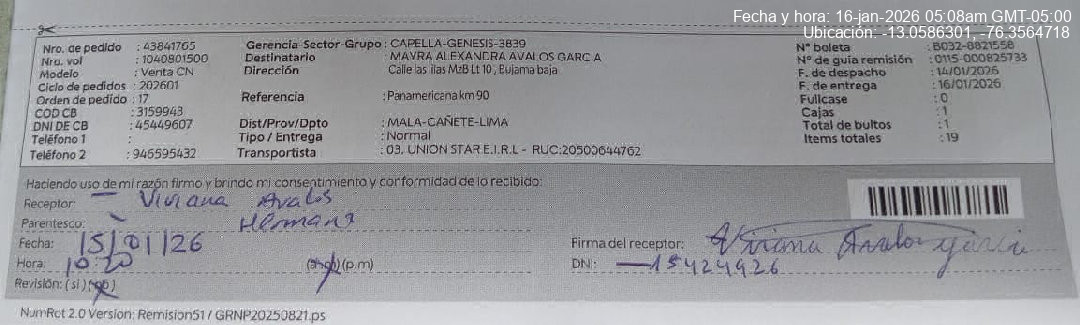 Fecha y hora: 16-jan-2026 05:08am GMT-05:00
Ubicación: -13.0586301, -76.3564718
Nro. de pedido : 43841765
Nro. vol : 1040801500
Modelo : Venta CN
Ciclo de pedidos : 202601
Orden de pedido : 17
COD CB : 3159943
DNI DE CB : 45449607
Teléfono 1 :
Teléfono 2 : 945595432
Gerencia Sector-Grupo : CAPELLA-GENESIS-3839
Destinatario : MAYRA ALEXANDRA AVALOS GARCIA
Dirección : Calle las ilas MzB Lt 10, Bujama baja
Referencia : Panamericana km 90
Dist/Prov/Dpto : MALA-CAÑETE-LIMA
Tipo / Entrega : Normal
Transportista : 03. UNION STAR E.I.R.L - RUC:20500644762
N° boleta : B032-8821558
N° de guia remisión : 0115-000825733
F. de despacho : 14/01/2026
F. de entrega : 16/01/2026
Fullcase : 0
Cajas : 1
Total de bultos : 1
Items totales : 19
Haciendo uso de mi razón firmo y brindo mi consentimiento y conformidad de lo recibido:
Receptor: Viviana Avalos
Parentesco: Hermana
Fecha: 15/01/26
Hora: 10:20 (p.m)
Revisión: (si)
Firma del receptor: Viviana Avalos García
DNI: 15424926
NumRct 2.0 Version: Remision51 / GRNP20250821.ps